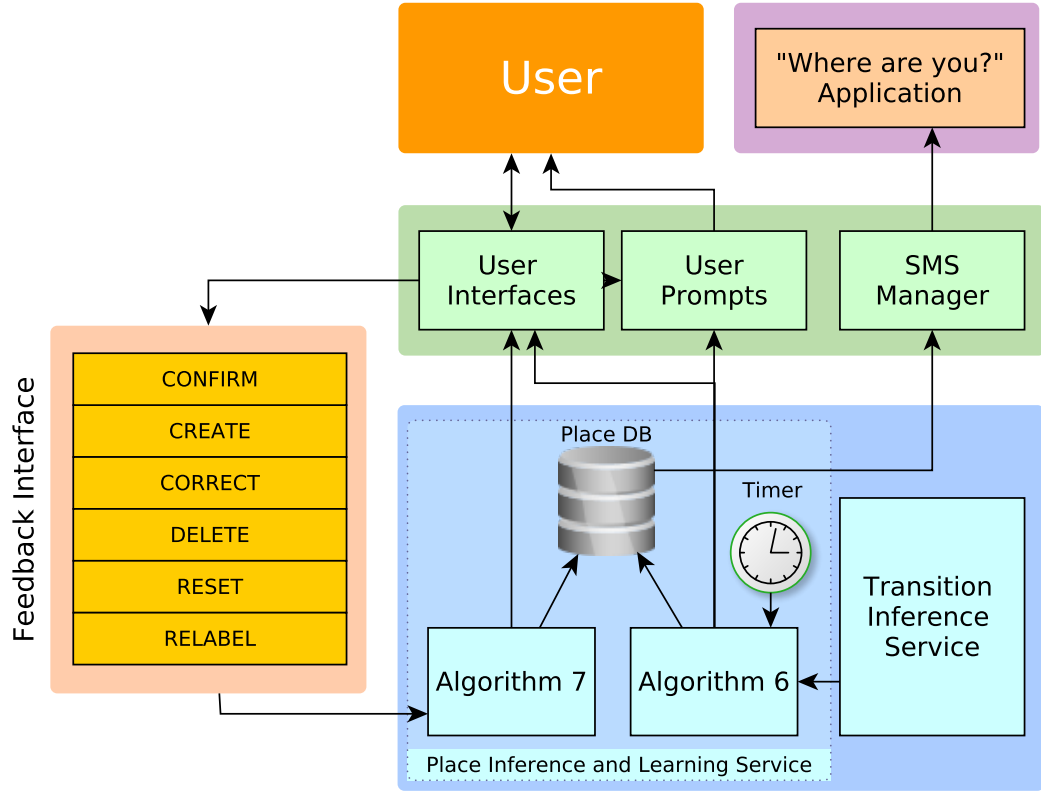 User
"Where are you?"
Application
User
Interfaces
User
Prompts
SMS
Manager
Feedback Interface
CONFIRM
CREATE
CORRECT
DELETE
RESET
RELABEL
Place DB
Timer
Transition
Inference
Service
Algorithm 7
Algorithm 6
Place Inference and Learning Service